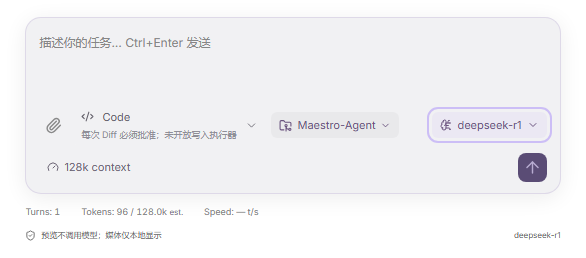 描述你的任务... Ctrl+Enter 发送
Code
每次 Diff 必须批准；未开放写入执行器
Maestro-Agent
deepseek-r1
128k context
Turns: 1 Tokens: 96 / 128.0k est. Speed: — t/s
预览不调用模型；媒体仅本地显示 deepseek-r1